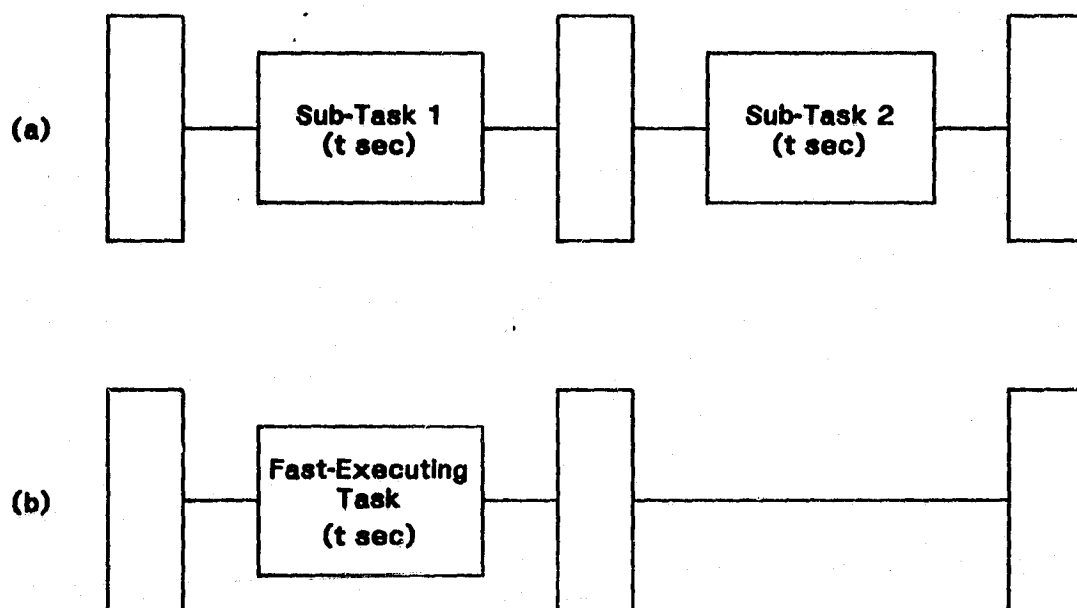 (a)
Sub-Task 1
(t sec)
Sub-Task 2
(t sec)
(b)
Fast-Executing
Task
(t sec)